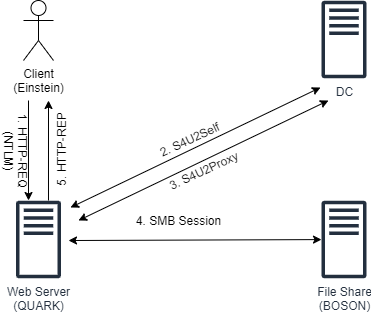 Client
(Einstein)
DC
1. HTTP-REQ
(NTLM)
5. HTTP-REP
2. S4U2Self
3. S4U2Proxy
4. SMB Session
Web Server
(QUARK)
File Share
(BOSON)